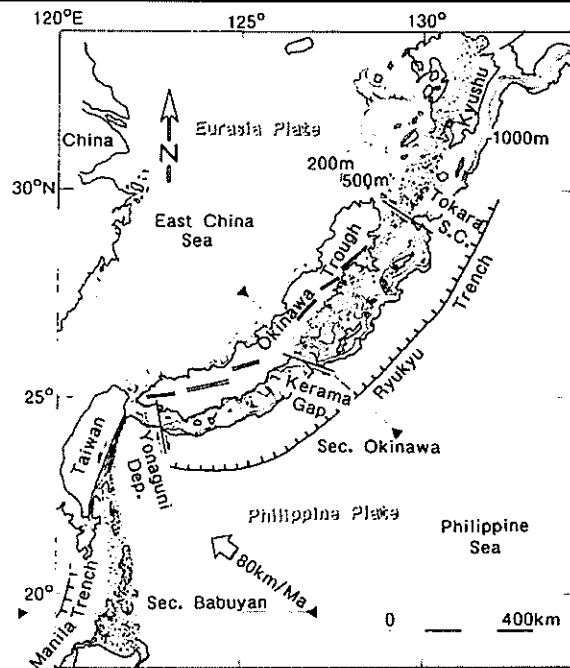 120°E
125°
130°
China
Eurasia Plate
N
Kyushu
1000m
200m
500m
30°N
Tokara
S.C.
East China
Sea
Okinawa Trough
Trench
Ryukyu
25°
Kerama
Gap
Taiwan
Yonaguni
Dep.
Sec. Okinawa
Philippine Plate
Philippine
Sea
80km/Ma
20°
Sec. Babuyan
Manila Trench
0 400km